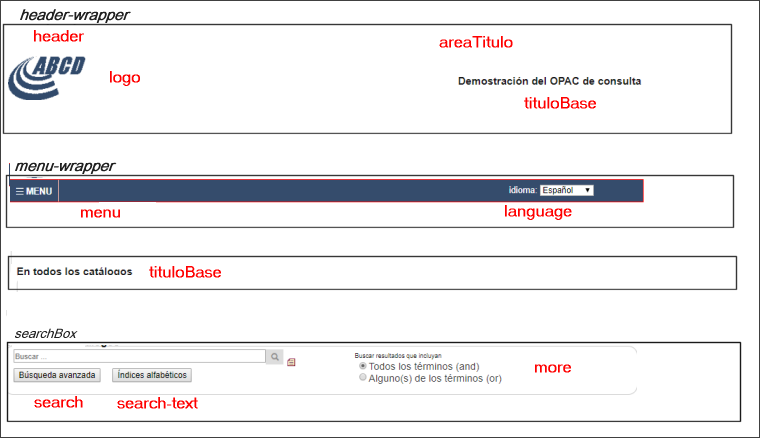 header-wrapper
header
areaTitulo
ABCD
logo
Demostración del OPAC de consulta
tituloBase
menu-wrapper
☰ MENU
idioma: Español
menu
language
En todos los catálogos
tituloBase
searchBox
Buscar ...
Buscar resultados que incluyan
Todos los términos (and)
more
Búsqueda avanzada
Índices alfabéticos
Alguno(s) de los términos (or)
search
search-text